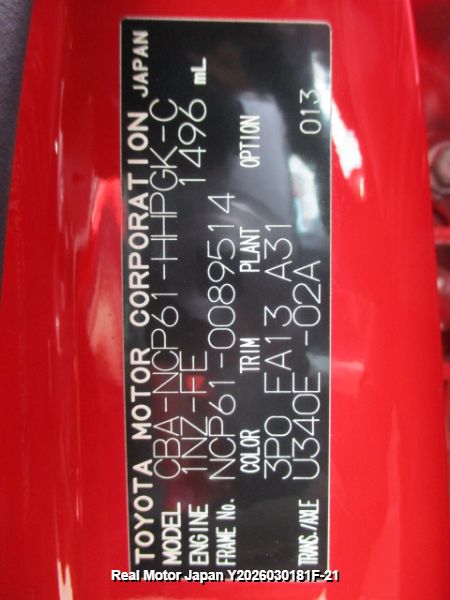 TOYOTA MOTOR CORPORATION JAPAN
MODEL CBA-NCP61-HHPGK-C
ENGINE 1NZ-FE 1496 mL
FRAME No. NCP61-0089514
COLOR TRIM PLANT OPTION
3P0 EA13 A31
TRANS./AXLE U340E -02A 013
Real Motor Japan Y2026030181F-21